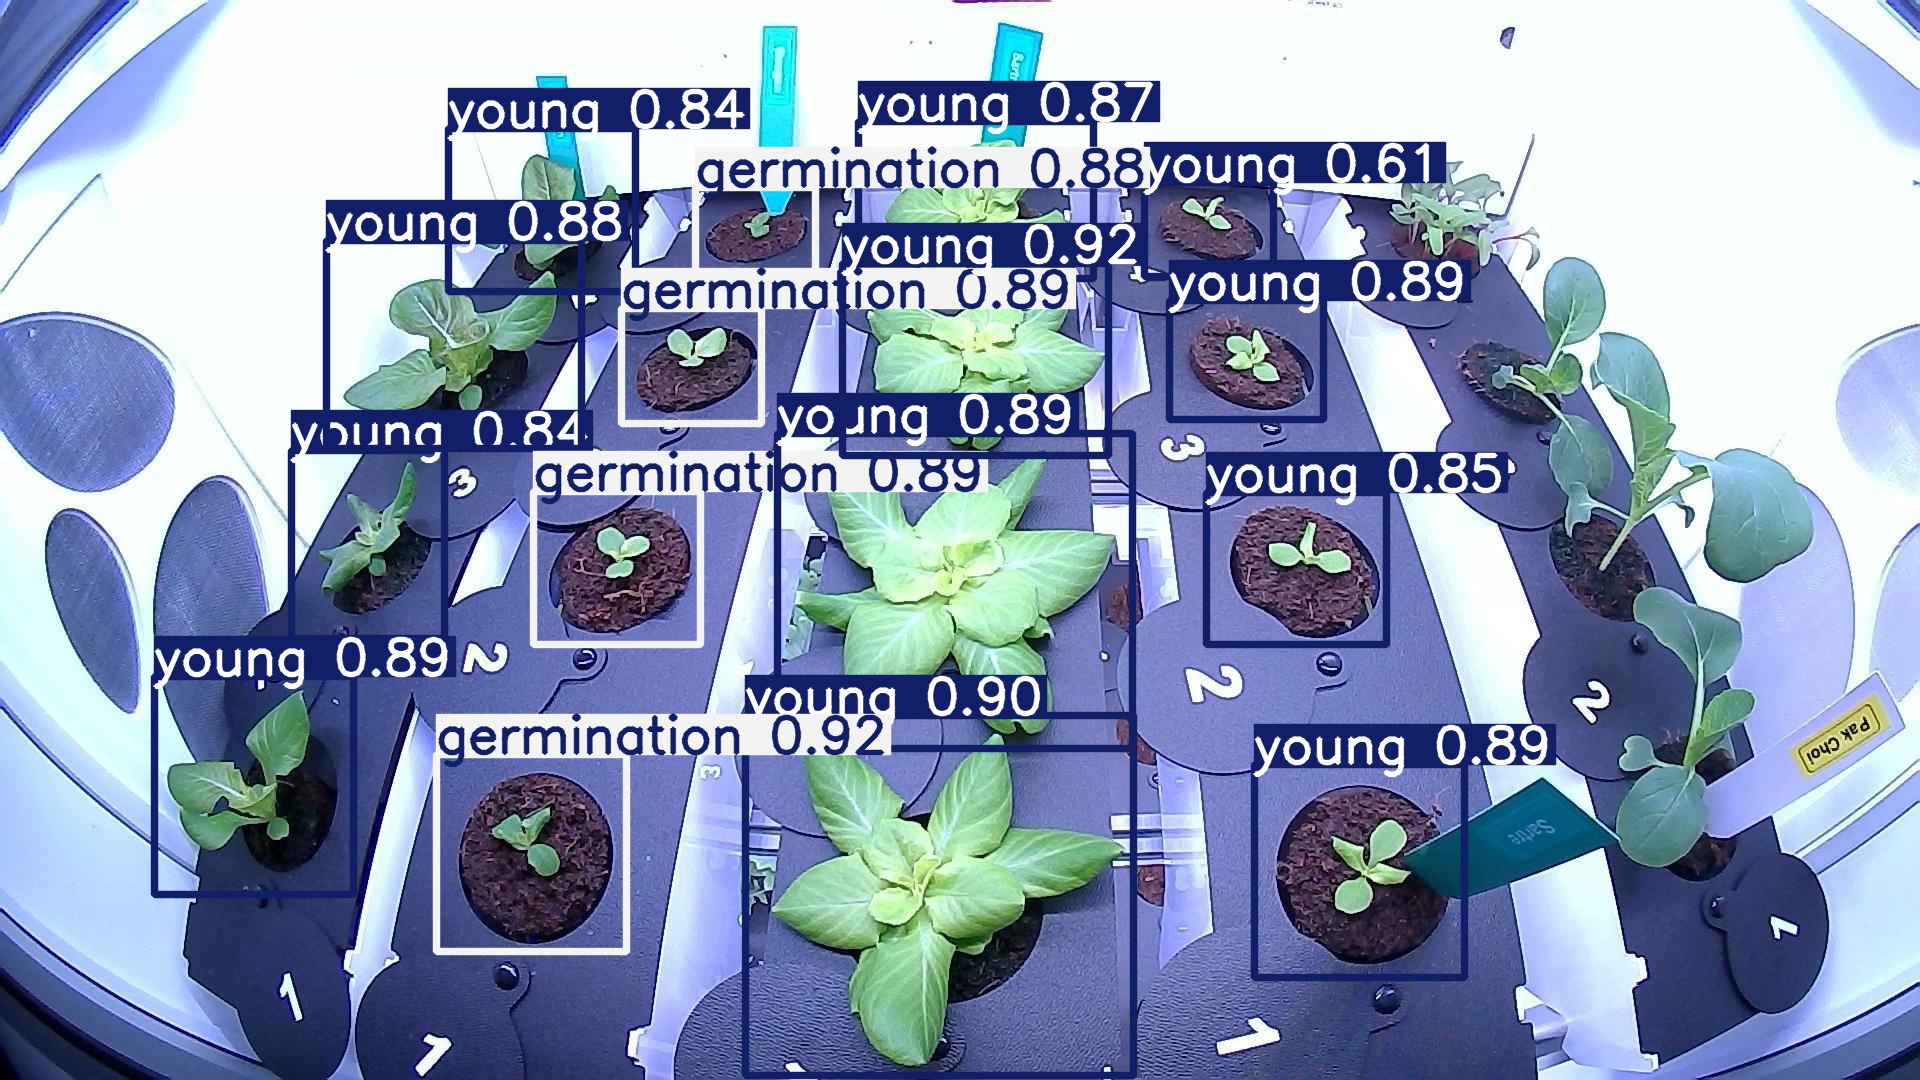 young 0.84
young 0.87
germination 0.88
young 0.61
young 0.88
young 0.92
germination 0.89
young 0.89
young 0.84
young 0.89
germination 0.89
young 0.85
3
3
young 0.89
2
2
2
young 0.90
germination 0.92
young 0.89
Pak Choi
Sartre
1
1
1
1